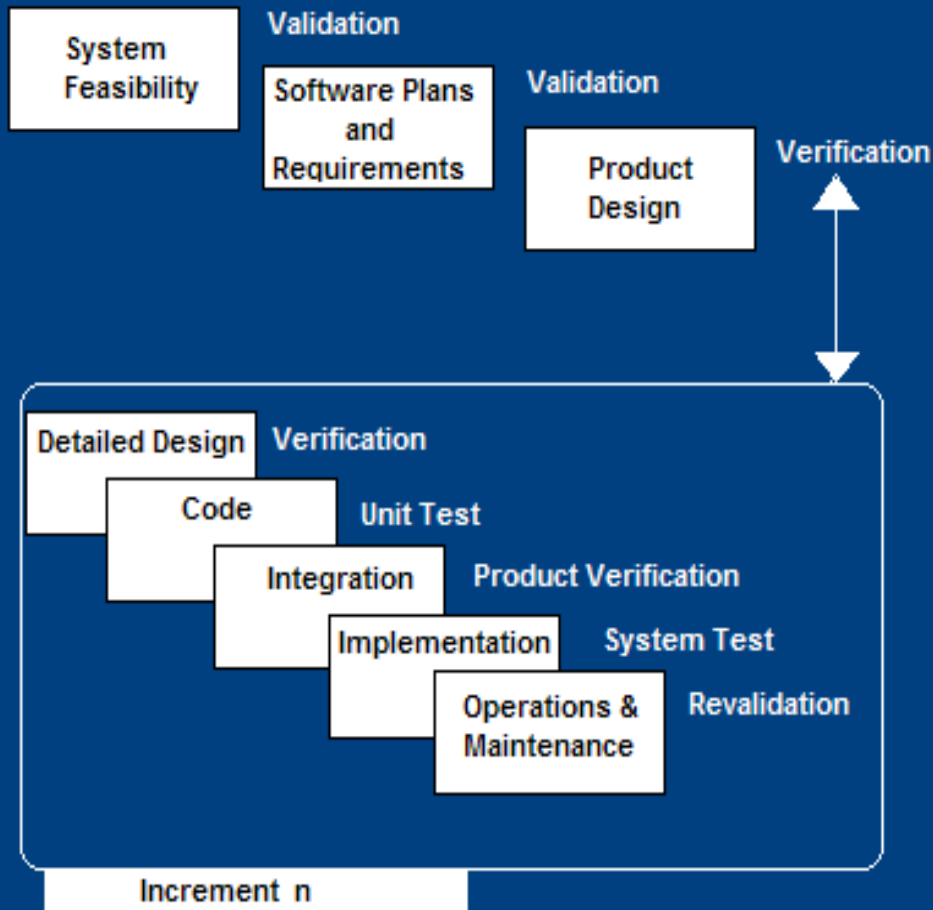 System
Feasibility
Validation
Software Plans
and
Requirements
Validation
Product
Design
Verification
Detailed Design
Verification
Code
Unit Test
Integration
Product Verification
Implementation
System Test
Operations &
Maintenance
Revalidation
Increment n